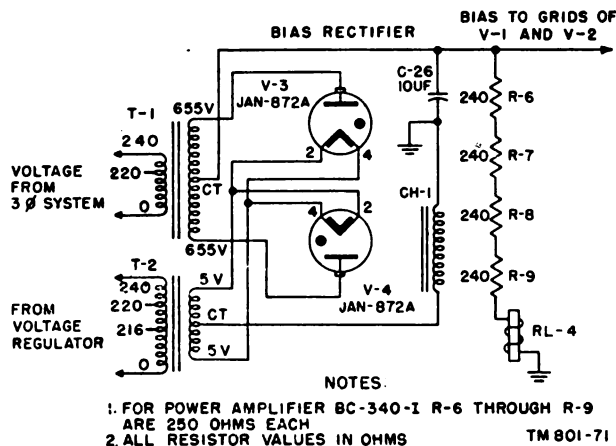 BIAS RECTIFIER
BIAS TO GRIDS OF
V-1 AND V-2
C-26
10UF
V-3
JAN-872A
655V
T-1
240
220
0
VOLTAGE
FROM
3 Ø SYSTEM
CT
2
4
240
R-6
240
R-7
240
R-8
240
R-9
CH-1
4
2
655V
V-4
JAN-872A
T-2
240
220
216
0
FROM
VOLTAGE
REGULATOR
5 V
CT
5 V
RL-4
NOTES.
1. FOR POWER AMPLIFIER BC-340-I R-6 THROUGH R-9
ARE 250 OHMS EACH
2. ALL RESISTOR VALUES IN OHMS
TM 801-71